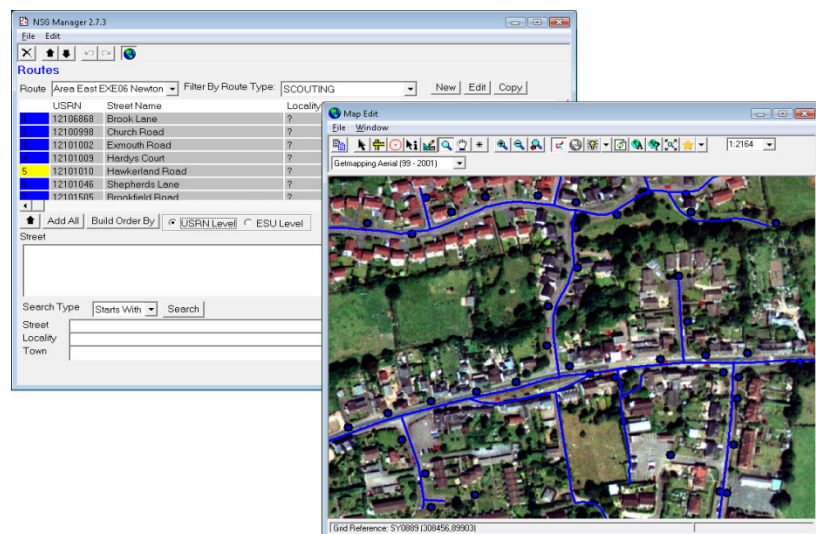 NSG Manager 2.7.3
File Edit
Routes
Route Area East EXE06 Newton Filter By Route Type: SCOUTING New Edit Copy
USRN Street Name Locality
1 12106868 Brook Lane ?
12100998 Church Road ?
12101002 Exmouth Road ?
12101009 Hardys Court ?
5 12101010 Hawkerland Road ?
12101046 Shepherds Lane ?
12101505 Brookfield Road ?
Add All Build Order By USRN Level ESU Level
Street
Search Type Starts With Search
Street
Locality
Town
Map Edit
File Window
1:2164
Getmapping Aerial (99 - 2001)
Grid Reference: SY0889 (308456,89903)